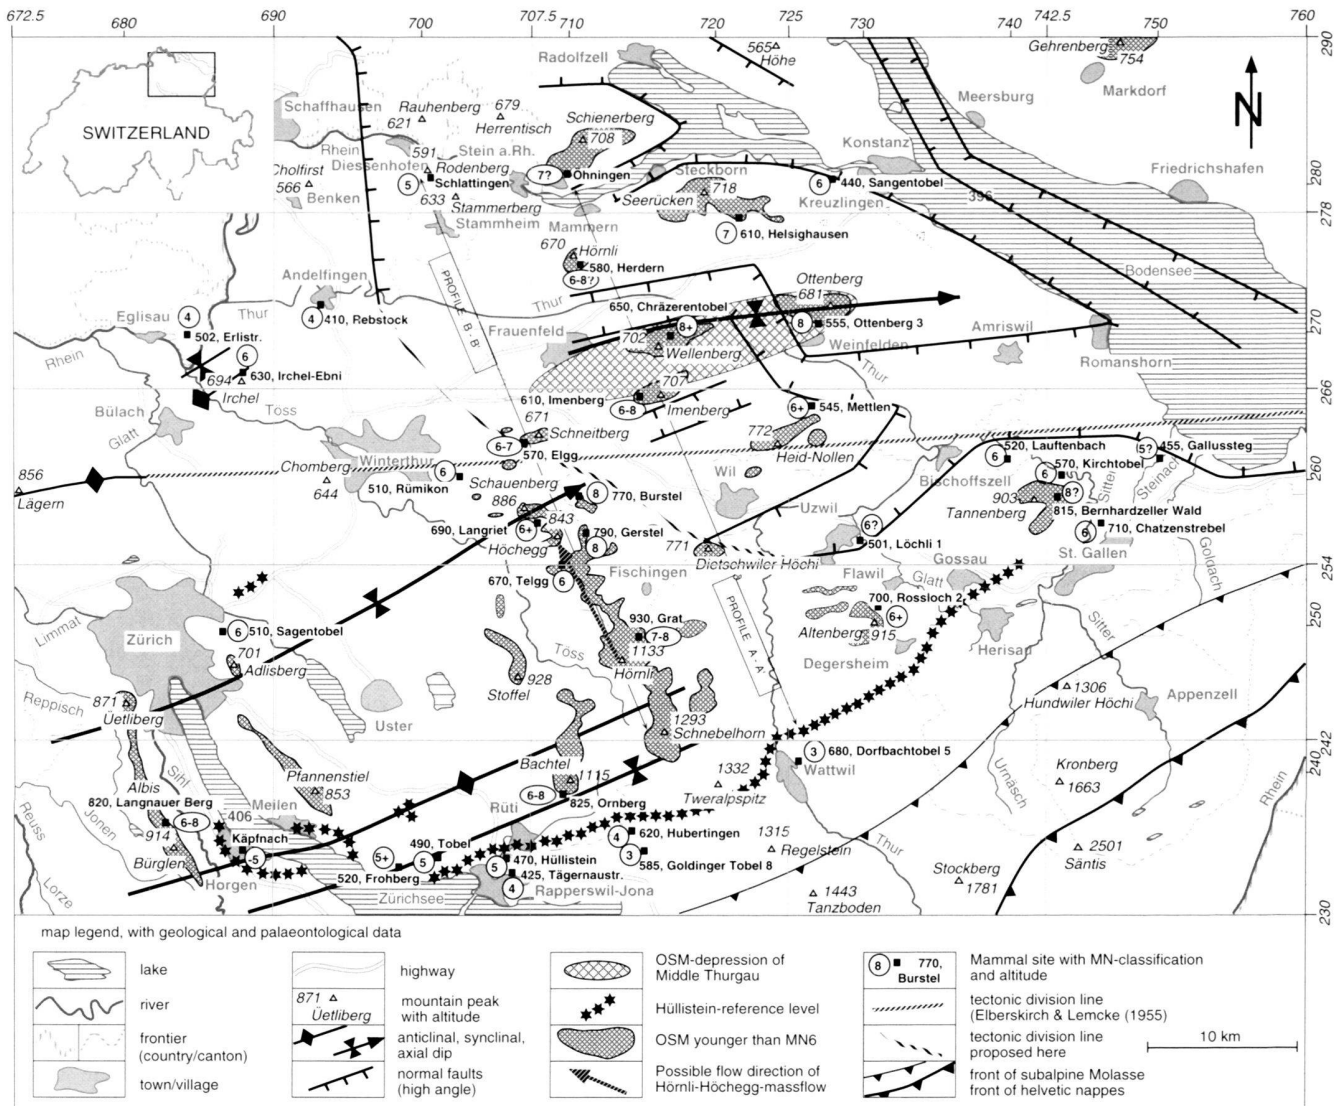 672.5 680 690 700 707.5 710 720 725 730 740 742.5 750 760
290
280
278
270
266
260
254
250
242
240
230
SWITZERLAND
N
Radolfzell
565
Höhe
Gehrenberg
754
Markdorf
Meersburg
Schaffhausen
Rauhenberg
621
679
Herrentisch
Schienerberg
708
Konstanz
Friedrichshafen
Rhein
Diessenhofen
591
Rodenberg
Stein a.Rh.
Schlattingen
5
7?
Öhningen
Steckborn
718
Seerücken
6
440, Sangentobel
Kreuzlingen
396
Cholfirst
566
Benken
633
Stammerberg
Stammheim
Mammern
7
610, Helsighausen
670
Hörnli
580, Herdern
6-8?
Bodensee
Andelfingen
4
410, Rebstock
PROFILE B - B'
Thur
Ottenberg
681
650, Chräzerentobel
8+
8
555, Ottenberg 3
Weinfelden
Amriswil
Romanshorn
Eglisau
4
502, Erlistr.
Thur
Frauenfeld
702
Wellenberg
Rhein
6
630, Irchel-Ebni
694
Irchel
Töss
707
610, Imenberg
6-8
Imenberg
Thur
Bülach
Glatt
671
Schneitberg
6-7
570, Elgg
6+
545, Mettlen
772
Heid-Nollen
520, Lauftenbach
6
5?
455, Gallussteg
Chomberg
644
Winterthur
6
510, Rümikon
Schauenberg
886
856
Lägern
Wil
Bischofszell
6
570, Kirchtobel
8?
903
Tannenberg
815, Bernhardzeller Wald
Sitter
Steinach
8
770, Burstel
843
690, Langriet
6+
790, Gerstel
8
Höchegg
Uzwil
6?
501, Löchli 1
6
710, Chatzenstrebel
St. Gallen
Goldach
771
Dietschwiler Höchi
670, Telgg
6
Fischingen
Flawil
Glatt
Gossau
Limmat
Zürich
6
510, Sagentobel
701
Adlisberg
930, Grat
7-8
1133
Hörnli
PROFILE A - A'
700, Rossloch 2
6+
Altenberg
915
Degersheim
Herisau
Sitter
Töss
Stoffel
928
1306
Hundwiler Höchi
Appenzell
Reppisch
871
Üetliberg
Uster
1293
Schnebelhorn
Sihl
Pfannenstiel
853
Bachtel
1115
3
680, Dorfbachtobel 5
Wattwil
1332
Tweralpspitz
Kronberg
1663
Urnäsch
Rhein
Albis
820, Langnauer Berg
6-8
Meilen
406
Rüti
6-8
825, Ornberg
Reuss
Jonen
914
Bürglen
Käpfnach
-5
Horgen
490, Tobel
5+
5
520, Frohberg
470, Hüllistein
5
425, Tägernaustr.
4
Rapperswil-Jona
4
620, Hubertingen
3
585, Goldinger Tobel 8
1315
Regelstein
Thur
Stockberg
1781
2501
Säntis
Lorze
Zürichsee
1443
Tanzboden
map legend, with geological and palaeontological data
lake
river
frontier
(country/canton)
town/village
highway
871
Üetliberg
mountain peak
with altitude
anticlinal, synclinal,
axial dip
normal faults
(high angle)
OSM-depression of
Middle Thurgau
Hüllistein-reference level
OSM younger than MN6
Possible flow direction of
Hörnli-Höchegg-massflow
8 770,
Burstel
Mammal site with MN-classification
and altitude
tectonic division line
(Elberskirch & Lemcke (1955)
tectonic division line
proposed here
front of subalpine Molasse
front of helvetic nappes
10 km